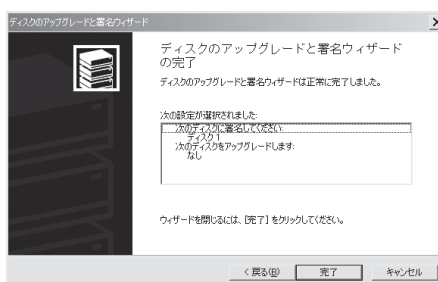 ディスクのアップグレードと署名ウィザード
ディスクのアップグレードと署名ウィザード
の完了
ディスクのアップグレードと署名ウィザードは正常に完了しました。
次の設定が選択されました:
次のディスクに署名してください:
ディスク 1
次のディスクをアップグレードします:
なし
ウィザードを閉じるには、[完了] をクリックしてください。
< 戻る(B)
完了
キャンセル